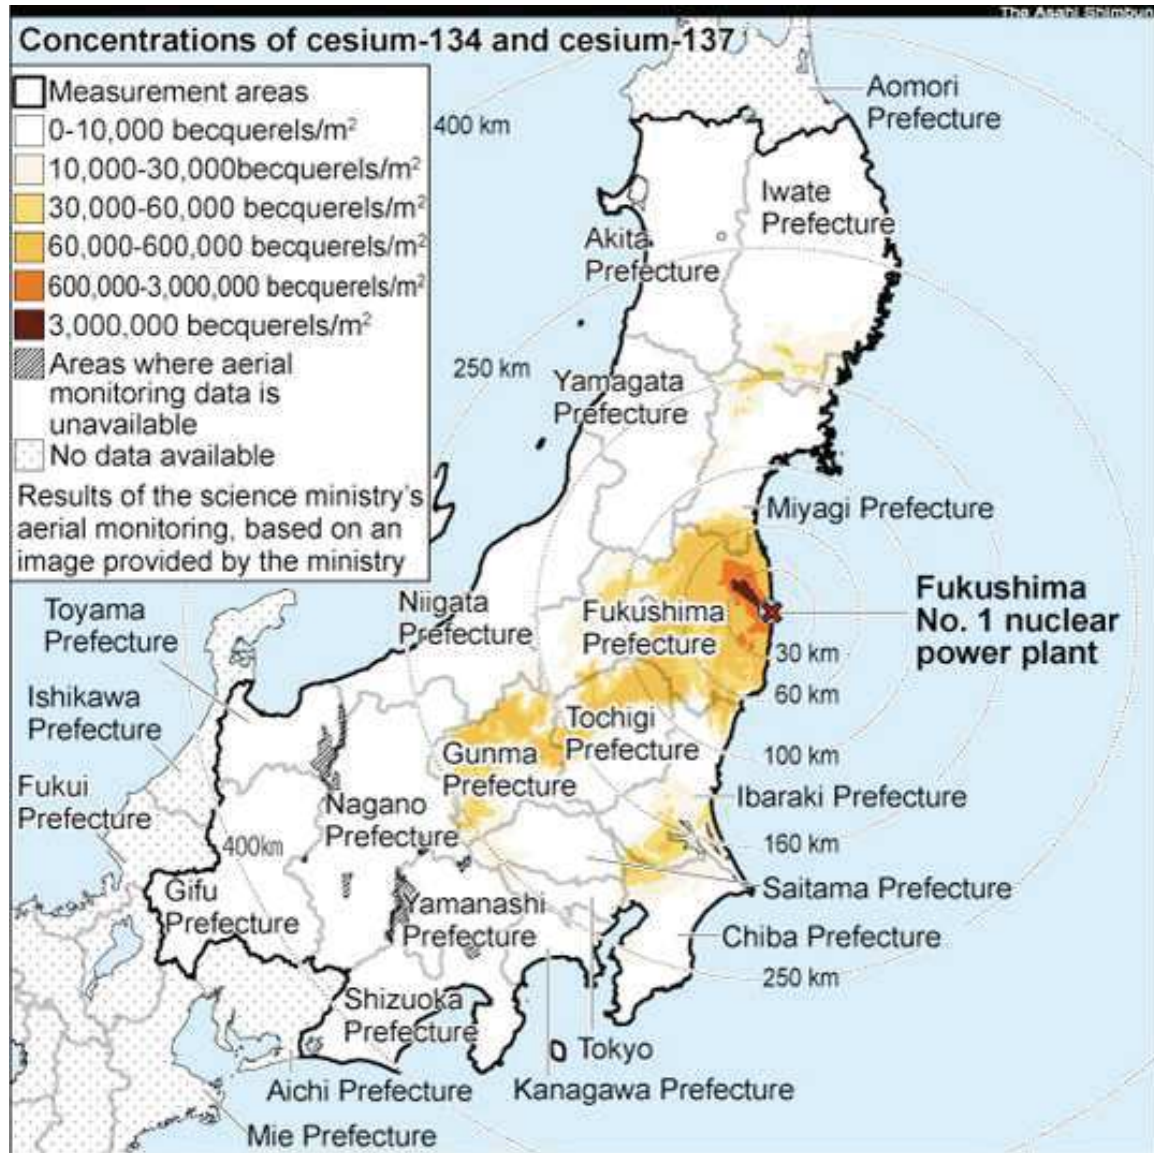 The Asahi Shimbun
Concentrations of cesium-134 and cesium-137
Measurement areas
0-10,000 becquerels/m²
10,000-30,000becquerels/m²
30,000-60,000 becquerels/m²
60,000-600,000 becquerels/m²
600,000-3,000,000 becquerels/m²
3,000,000 becquerels/m²
Areas where aerial
monitoring data is
unavailable
No data available
Results of the science ministry's
aerial monitoring, based on an
image provided by the ministry
400 km
Aomori
Prefecture
Iwate
Prefecture
Akita
Prefecture
250 km
Yamagata
Prefecture
Miyagi Prefecture
Fukushima
No. 1 nuclear
power plant
Toyama
Prefecture
Niigata
Prefecture
Fukushima
Prefecture
30 km
60 km
Ishikawa
Prefecture
Tochigi
Prefecture
100 km
Gunma
Prefecture
Fukui
Prefecture
Nagano
Prefecture
Ibaraki Prefecture
400km
160 km
Gifu
Prefecture
Saitama Prefecture
Yamanashi
Prefecture
Chiba Prefecture
250 km
Shizuoka
Prefecture
Tokyo
Aichi Prefecture
Kanagawa Prefecture
Mie Prefecture